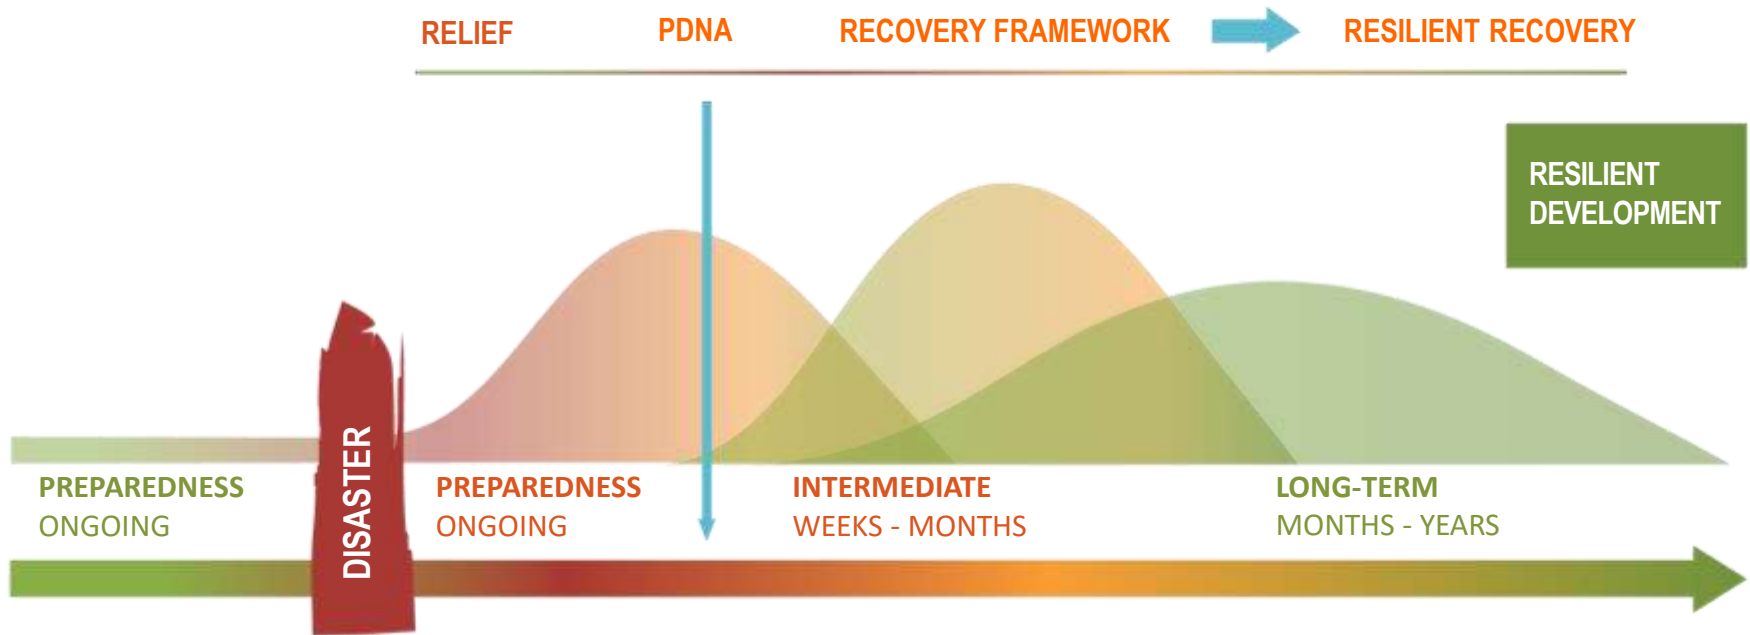 RELIEF
PDNA
RECOVERY FRAMEWORK
RESILIENT RECOVERY
RESILIENT
DEVELOPMENT
DISASTER
PREPAREDNESS
ONGOING
PREPAREDNESS
ONGOING
INTERMEDIATE
WEEKS - MONTHS
LONG-TERM
MONTHS - YEARS